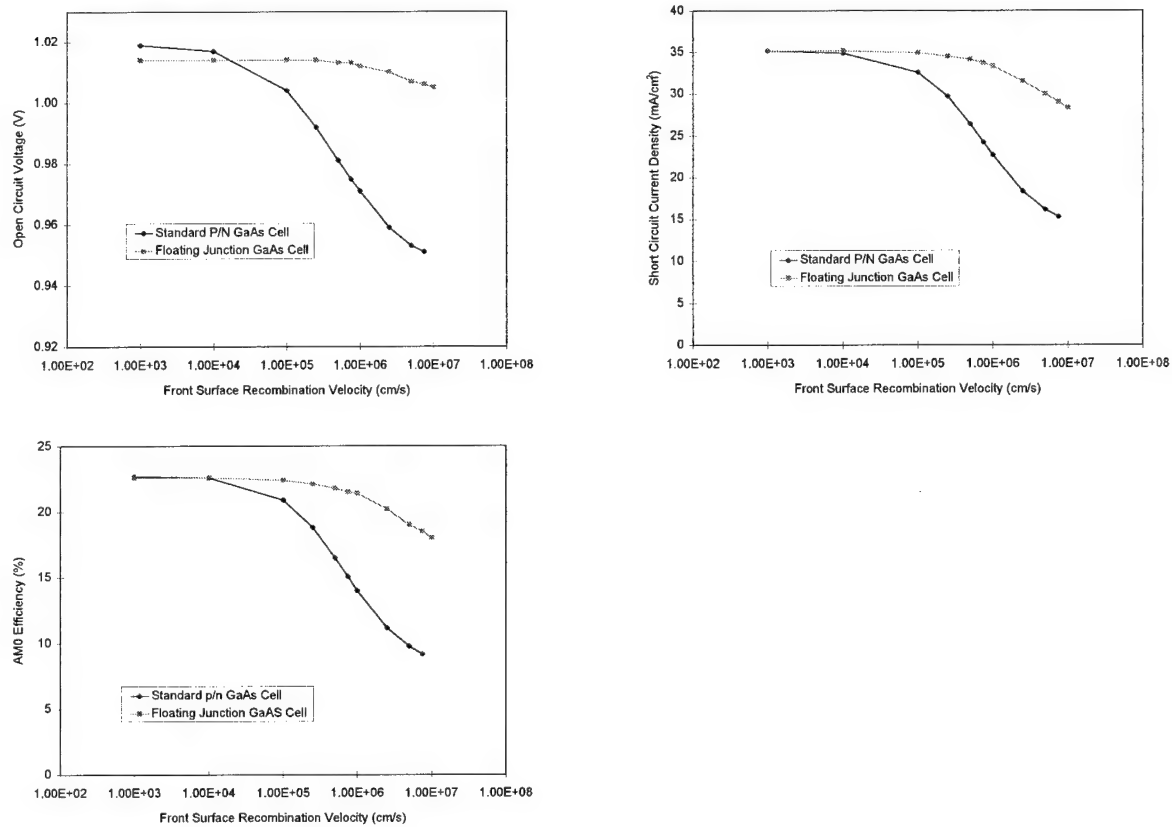 Open Circuit Voltage (V)
1.02
1.00
0.98
0.96
0.94
0.92
Standard P/N GaAs Cell
Floating Junction GaAs Cell
1.00E+02 1.00E+03 1.00E+04 1.00E+05 1.00E+06 1.00E+07 1.00E+08
Front Surface Recombination Velocity (cm/s)
Short Circuit Current Density (mA/cm²)
40
35
30
25
20
15
10
5
0
Standard P/N GaAs Cell
Floating Junction GaAs Cell
1.00E+02 1.00E+03 1.00E+04 1.00E+05 1.00E+06 1.00E+07 1.00E+08
Front Surface Recombination Velocity (cm/s)
AM0 Efficiency (%)
25
20
15
10
5
0
Standard p/n GaAs Cell
Floating Junction GaAS Cell
1.00E+02 1.00E+03 1.00E+04 1.00E+05 1.00E+06 1.00E+07 1.00E+08
Front Surface Recombination Velocity (cm/s)